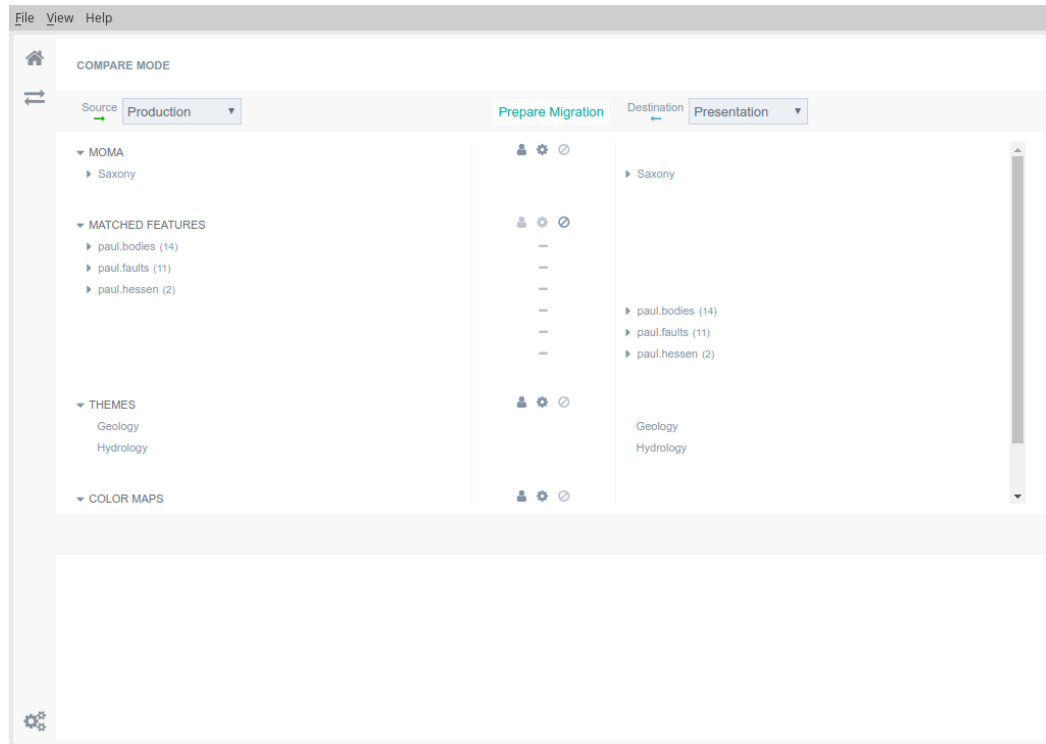 File View Help
COMPARE MODE
Source Production Prepare Migration Destination Presentation
MOMA
Saxony Saxony
MATCHED FEATURES
paul.bodies (14)
paul.faults (11)
paul.hessen (2)
paul.bodies (14)
paul.faults (11)
paul.hessen (2)
THEMES
Geology Geology
Hydrology Hydrology
COLOR MAPS